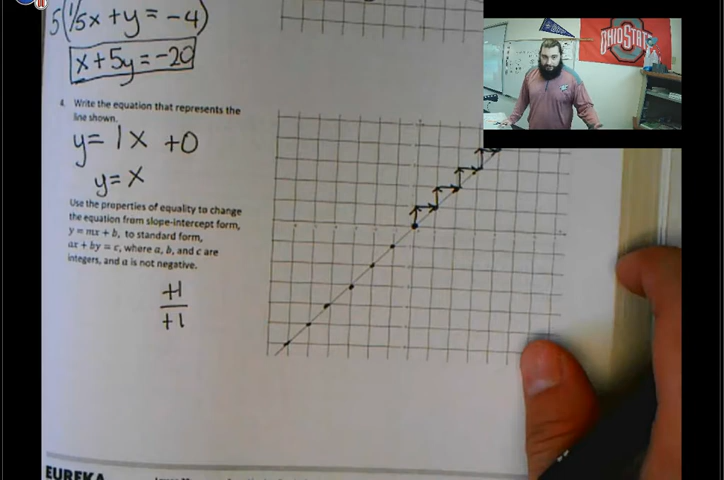 5(1/5x + y = -4)
x + 5y = -20
OHIO STATE
4. Write the equation that represents the
line shown.
y = 1x + 0
y = x
Use the properties of equality to change
the equation from slope-intercept form,
y = mx + b, to standard form,
ax + by = c, where a, b, and c are
integers, and a is not negative.
+1
+1
EUREKA